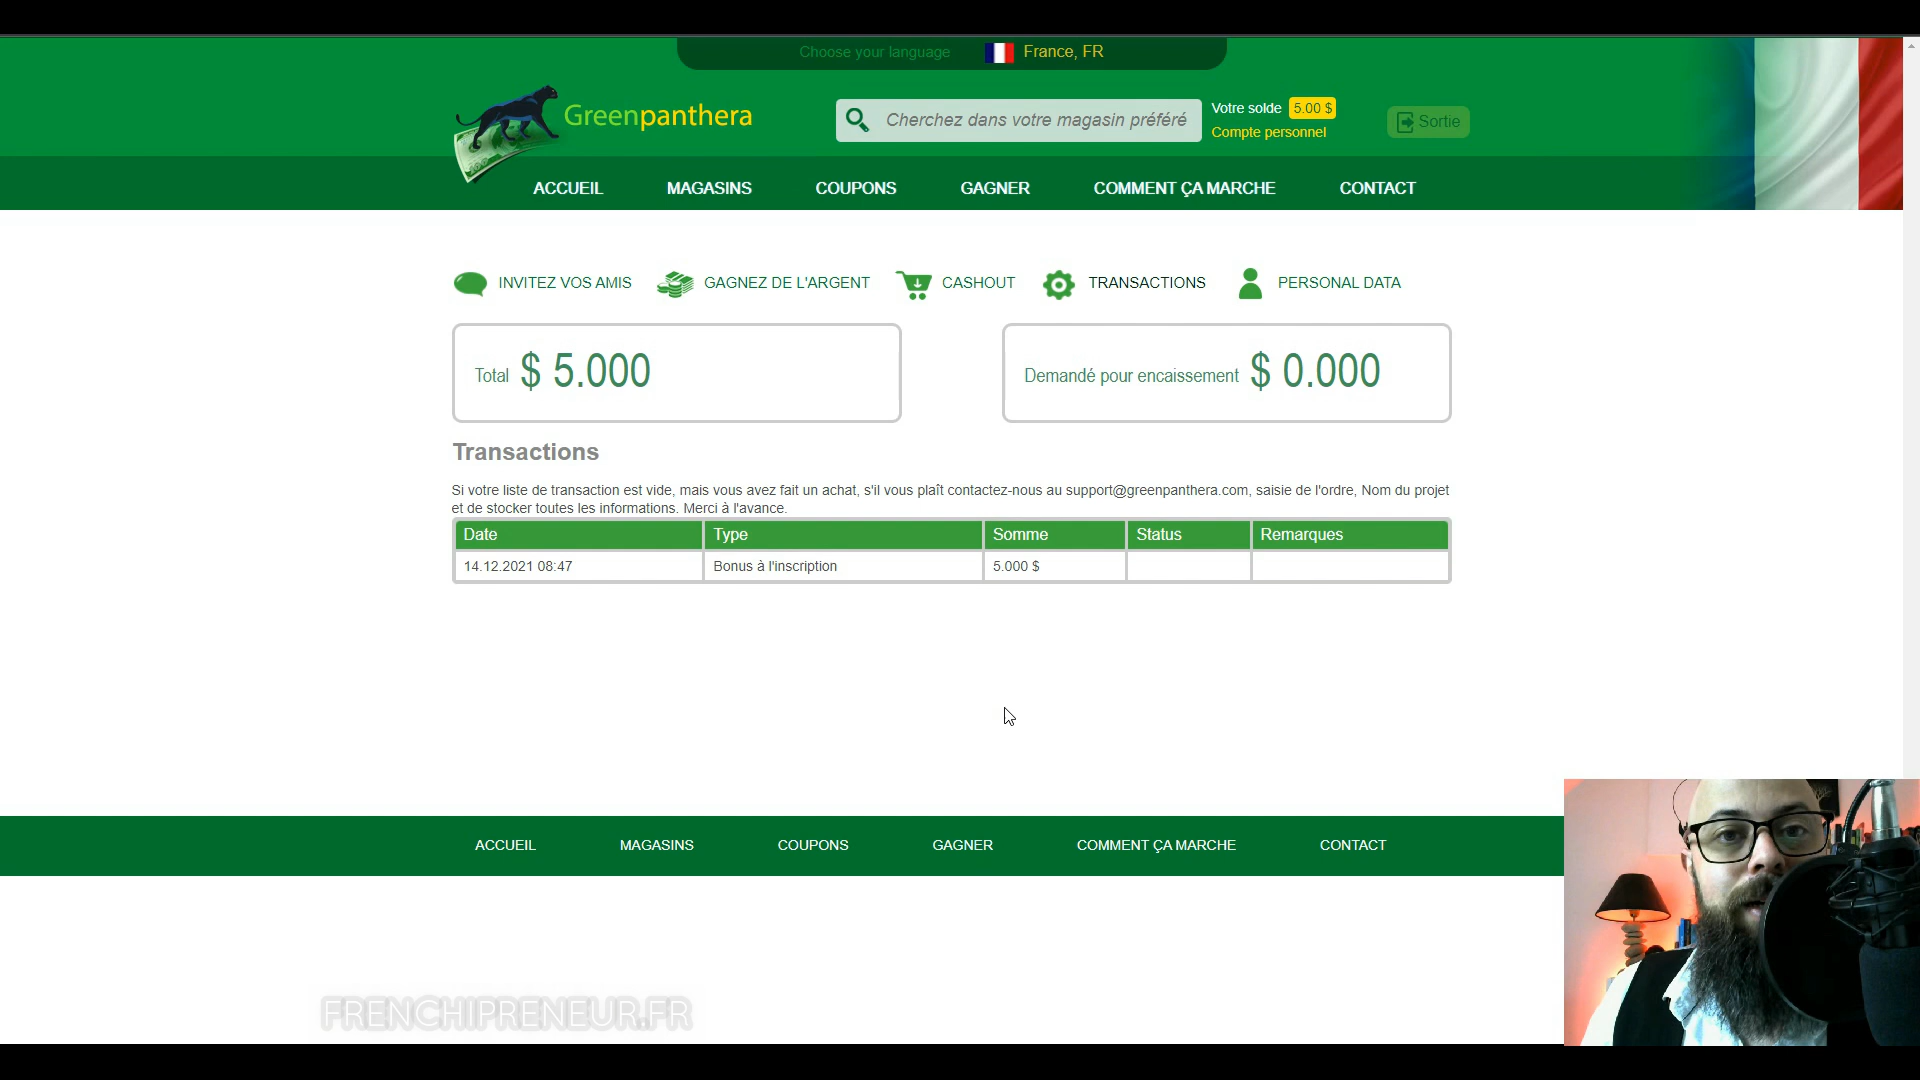 Choose your language France, FR
Greenpanthera
Cherchez dans votre magasin préféré
Votre solde 5.00 $
Compte personnel
Sortie
ACCUEIL MAGASINS COUPONS GAGNER COMMENT ÇA MARCHE CONTACT
INVITEZ VOS AMIS GAGNEZ DE L'ARGENT CASHOUT TRANSACTIONS PERSONAL DATA
Total $ 5.000
Demandé pour encaissement $ 0.000
Transactions
Si votre liste de transaction est vide, mais vous avez fait un achat, s'il vous plaît contactez-nous au support@greenpanthera.com, saisie de l'ordre, Nom du projet
et de stocker toutes les informations. Merci à l'avance.
Date Type Somme Status Remarques
14.12.2021 08:47 Bonus à l'inscription 5.000 $
ACCUEIL MAGASINS COUPONS GAGNER COMMENT ÇA MARCHE CONTACT
FRENCHIPRENEUR.FR